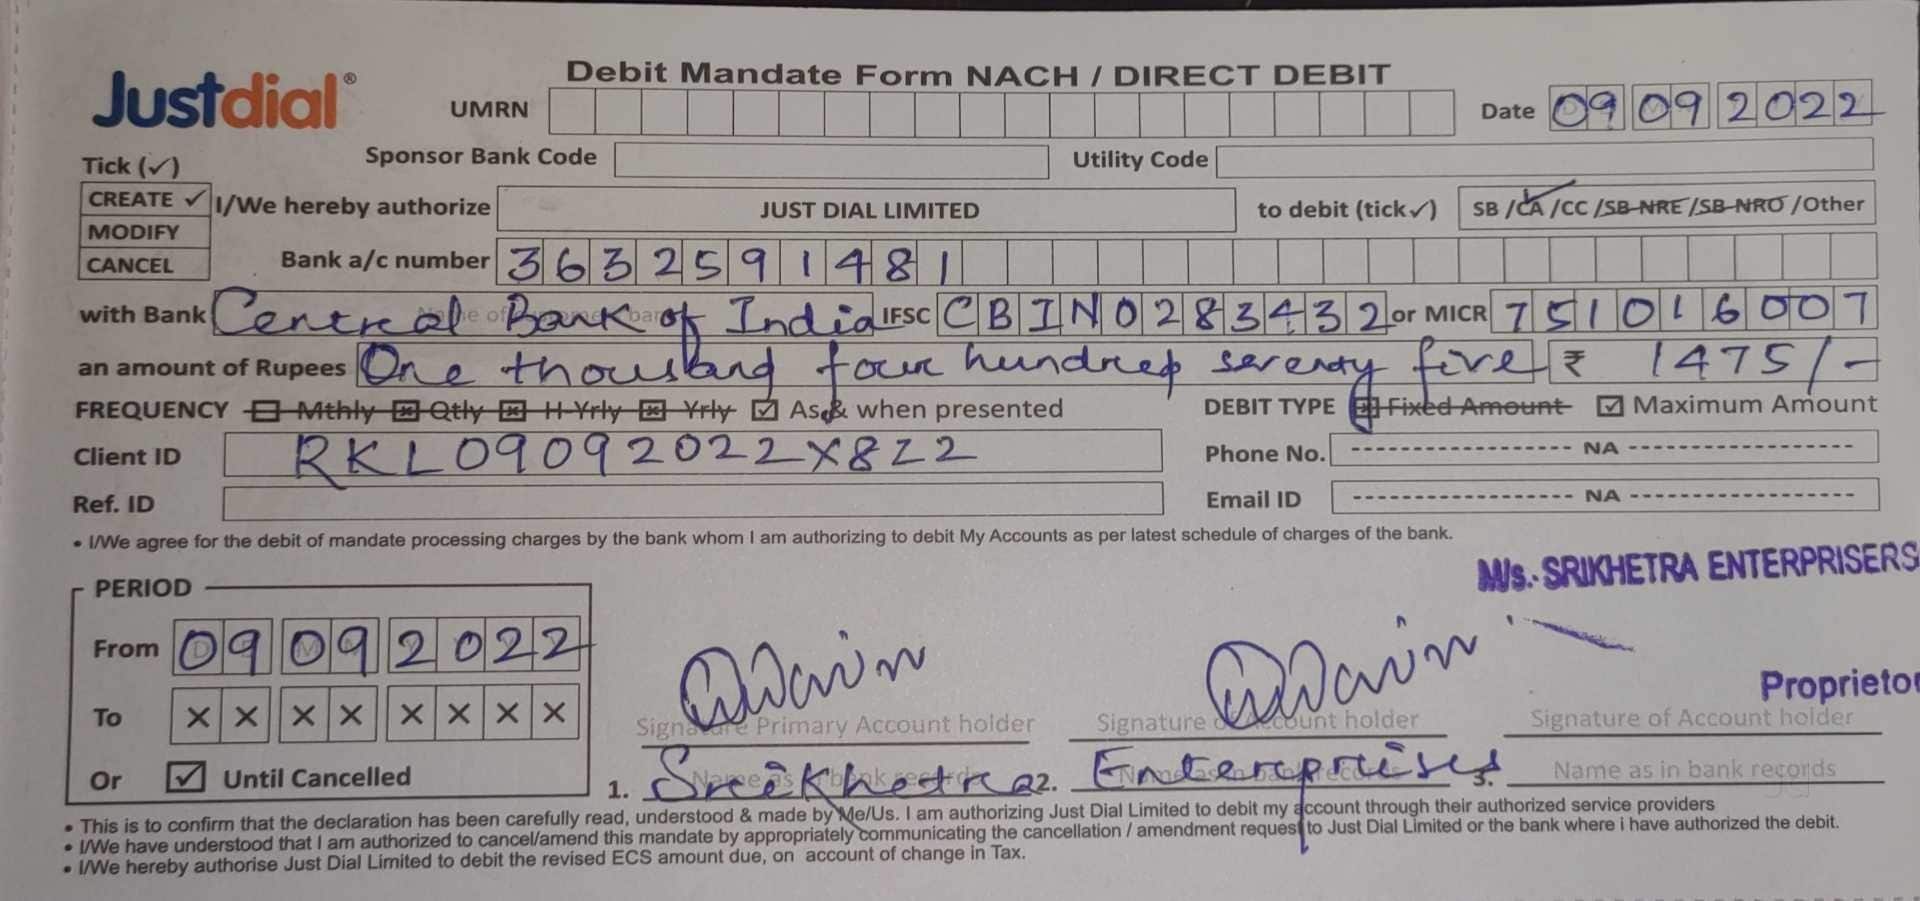 Justdial®
Debit Mandate Form NACH / DIRECT DEBIT
UMRN Date 09 09 2022
Tick (✓) Sponsor Bank Code Utility Code
CREATE ✓ I/We hereby authorize JUST DIAL LIMITED to debit (tick✓) SB /CA /CC /SB-NRE /SB-NRO /Other
MODIFY
CANCEL Bank a/c number 3632591481
with Bank Central Bank of India IFSC CBIN0283432 or MICR 751016007
an amount of Rupees One thousand four hundred seventy five ₹ 1475/-
FREQUENCY Mthly Qtly H-Yrly Yrly ✓ As & when presented DEBIT TYPE Fixed Amount ✓ Maximum Amount
Client ID RKL09092022X8Z2 Phone No. NA
Ref. ID Email ID NA
• I/We agree for the debit of mandate processing charges by the bank whom I am authorizing to debit My Accounts as per latest schedule of charges of the bank.
M/s.- SRIKHETRA ENTERPRISERS
PERIOD
From 09 09 2022
Proprietor
To X X X X X X X X
Signature Primary Account holder Signature of Account holder Signature of Account holder
Or ✓ Until Cancelled
1. Sreikhetra 2. Enterprises 3. Name as in bank records
• This is to confirm that the declaration has been carefully read, understood & made by Me/Us. I am authorizing Just Dial Limited to debit my account through their authorized service providers
• I/We have understood that I am authorized to cancel/amend this mandate by appropriately communicating the cancellation / amendment request to Just Dial Limited or the bank where i have authorized the debit.
• I/We hereby authorise Just Dial Limited to debit the revised ECS amount due, on account of change in Tax.